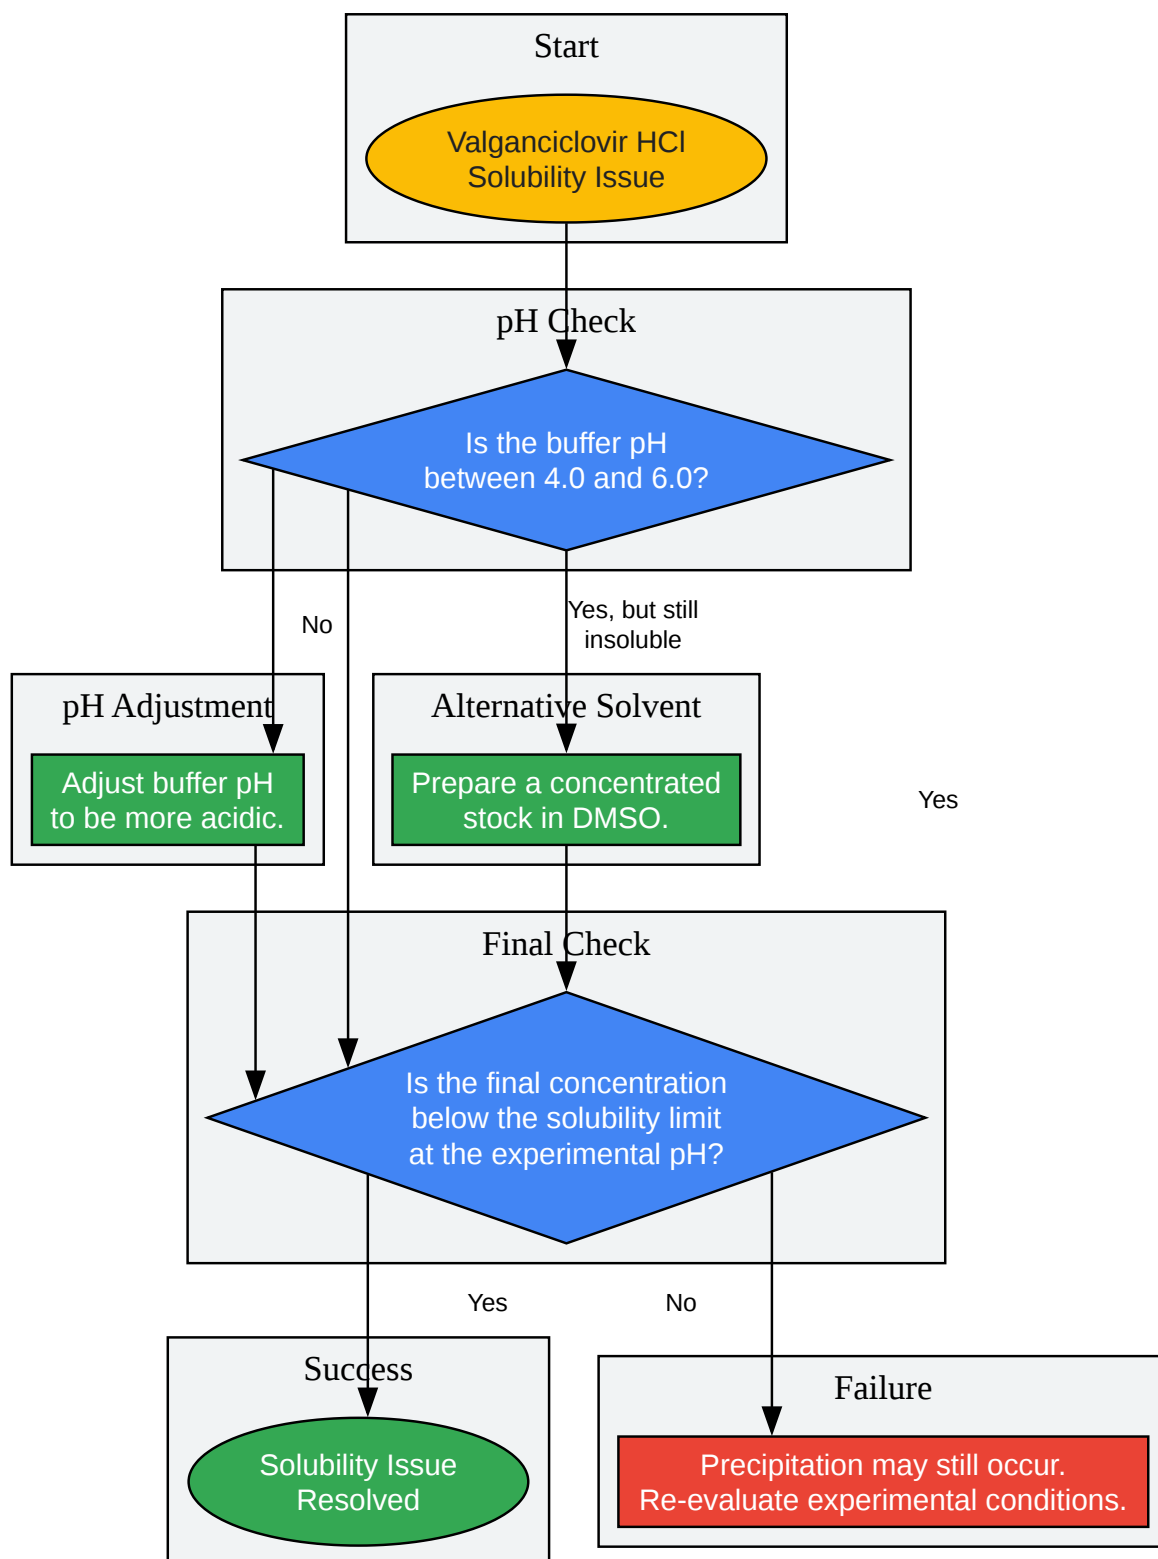 Start
Valganciclovir HCl
Solubility Issue
pH Check
Is the buffer pH
between 4.0 and 6.0?
No
Yes, but still
insoluble
pH Adjustment
Adjust buffer pH
to be more acidic.
Alternative Solvent
Prepare a concentrated
stock in DMSO.
Yes
Final Check
Is the final concentration
below the solubility limit
at the experimental pH?
Yes
No
Success
Solubility Issue
Resolved
Failure
Precipitation may still occur.
Re-evaluate experimental conditions.